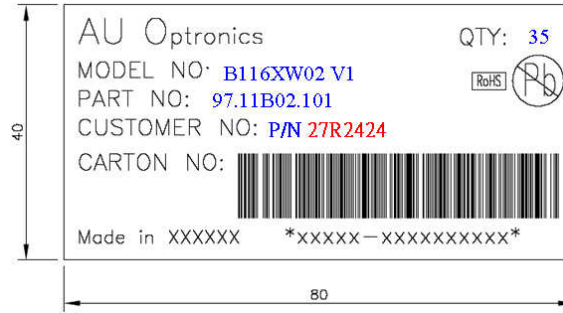 AU Optronics
QTY: 35
MODEL NO: B116XW02 V1
RoHS
Pb
PART NO: 97.11B02.101
CUSTOMER NO: P/N 27R2424
CARTON NO:
Made in XXXXXX *XXXXX-XXXXXXXXXX*
40
80